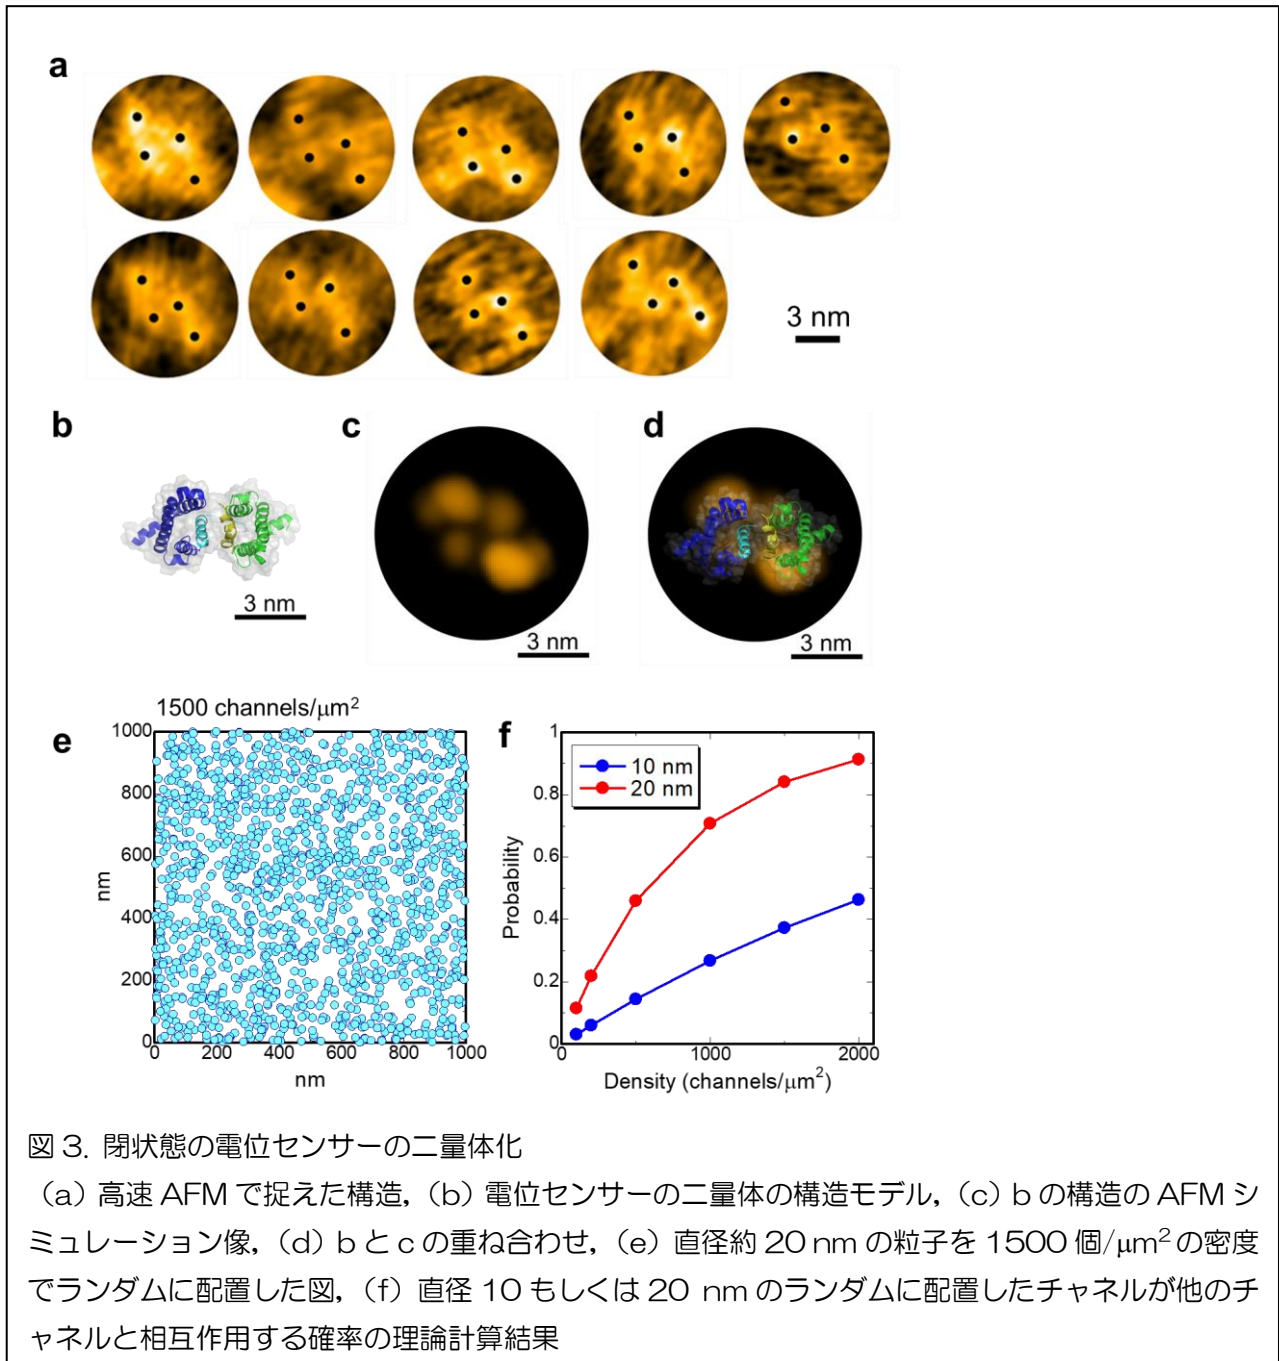 a
3 nm
b
c
d
3 nm
3 nm
3 nm
1500 channels/μm²
e
1000
800
600
400
200
0
nm
0 200 400 600 800 1000
nm
f
1
0.8
0.6
0.4
0.2
0
Probability
10 nm
20 nm
0 1000 2000
Density (channels/μm²)
図 3. 閉状態の電位センサーの二量体化
(a)高速 AFM で捉えた構造,(b)電位センサーの二量体の構造モデル,(c)b の構造の AFM シ
ミュレーション像,(d)b と c の重ね合わせ,(e)直径約 20 nm の粒子を 1500 個/μm² の密度
でランダムに配置した図,(f)直径 10 もしくは 20 nm のランダムに配置したチャネルが他のチ
ャネルと相互作用する確率の理論計算結果